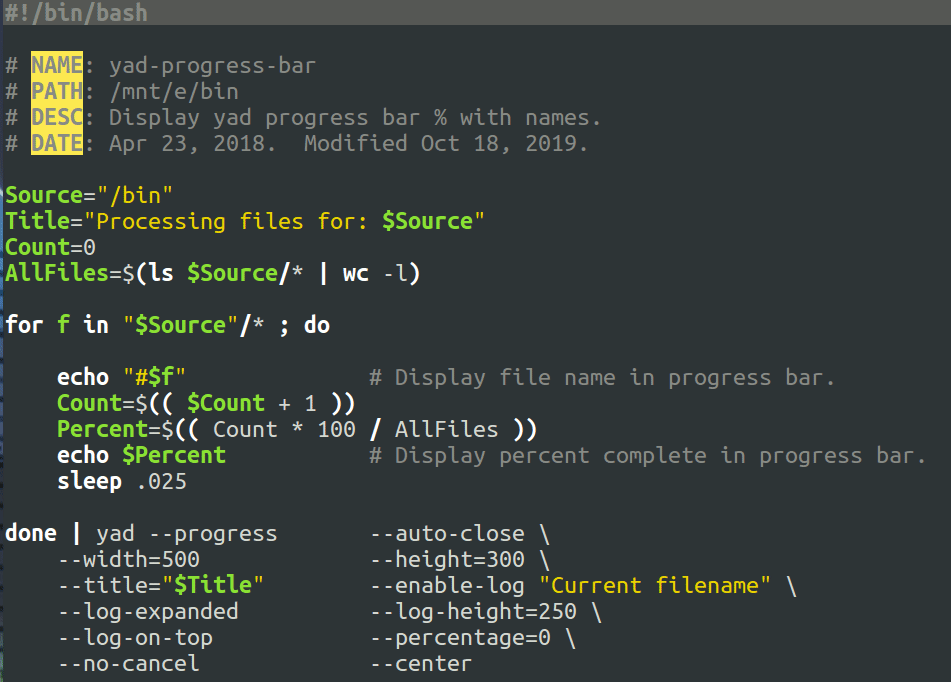 #!/bin/bash

# NAME: yad-progress-bar
# PATH: /mnt/e/bin
# DESC: Display yad progress bar % with names.
# DATE: Apr 23, 2018.  Modified Oct 18, 2019.

Source="/bin"
Title="Processing files for: $Source"
Count=0
AllFiles=$(ls $Source/* | wc -l)

for f in "$Source"/* ; do

    echo "#$f"              # Display file name in progress bar.
    Count=$(( $Count + 1 ))
    Percent=$(( Count * 100 / AllFiles ))
    echo $Percent           # Display percent complete in progress bar.
    sleep .025

done | yad --progress       --auto-close \
    --width=500             --height=300 \
    --title="$Title"        --enable-log "Current filename" \
    --log-expanded          --log-height=250 \
    --log-on-top            --percentage=0 \
    --no-cancel             --center